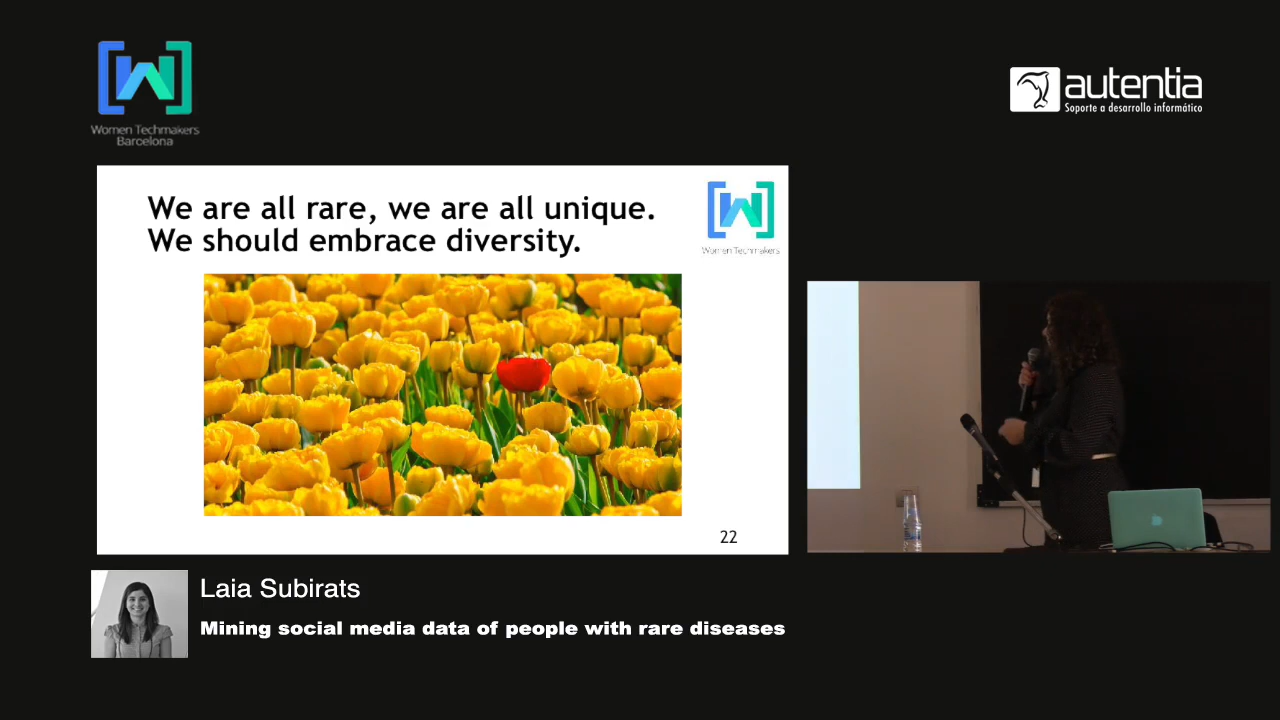 Women Techmakers
Barcelona
autentia
Soporte a desarrollo informático
We are all rare, we are all unique.
We should embrace diversity.
Women Techmakers
22
Laia Subirats
Mining social media data of people with rare diseases